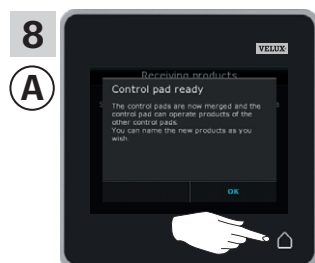 8
A
VELUX
Receiving products
Control pad ready
The control pads are now merged and the
control pad can operate products of the
other control pads.
You can name the new products as you
wish.
OK